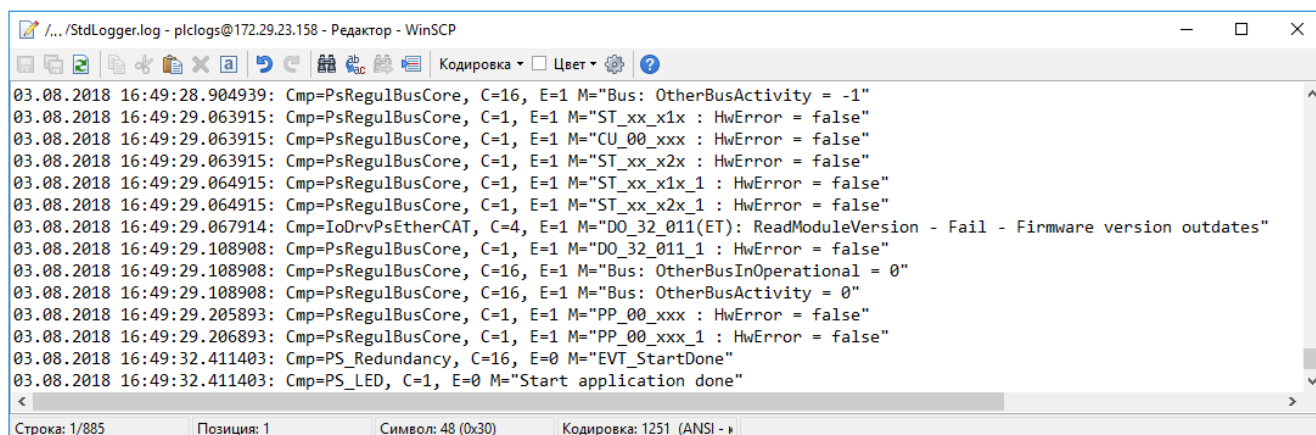 /.../StdLogger.log - plclogs@172.29.23.158 - Редактор - WinSCP
Кодировка Цвет
03.08.2018 16:49:28.904939: Cmp=PsRegulBusCore, C=16, E=1 M="Bus: OtherBusActivity = -1"
03.08.2018 16:49:29.063915: Cmp=PsRegulBusCore, C=1, E=1 M="ST_xx_x1x : HwError = false"
03.08.2018 16:49:29.063915: Cmp=PsRegulBusCore, C=1, E=1 M="CU_00_xxx : HwError = false"
03.08.2018 16:49:29.063915: Cmp=PsRegulBusCore, C=1, E=1 M="ST_xx_x2x : HwError = false"
03.08.2018 16:49:29.064915: Cmp=PsRegulBusCore, C=1, E=1 M="ST_xx_x1x_1 : HwError = false"
03.08.2018 16:49:29.064915: Cmp=PsRegulBusCore, C=1, E=1 M="ST_xx_x2x_1 : HwError = false"
03.08.2018 16:49:29.067914: Cmp=IoDrvPsEtherCAT, C=4, E=1 M="DO_32_011(ET): ReadModuleVersion - Fail - Firmware version outdates"
03.08.2018 16:49:29.108908: Cmp=PsRegulBusCore, C=1, E=1 M="DO_32_011_1 : HwError = false"
03.08.2018 16:49:29.108908: Cmp=PsRegulBusCore, C=16, E=1 M="Bus: OtherBusInOperational = 0"
03.08.2018 16:49:29.108908: Cmp=PsRegulBusCore, C=16, E=1 M="Bus: OtherBusActivity = 0"
03.08.2018 16:49:29.205893: Cmp=PsRegulBusCore, C=1, E=1 M="PP_00_xxx : HwError = false"
03.08.2018 16:49:29.206893: Cmp=PsRegulBusCore, C=1, E=1 M="PP_00_xxx_1 : HwError = false"
03.08.2018 16:49:32.411403: Cmp=PS_Redundancy, C=16, E=0 M="EVT_StartDone"
03.08.2018 16:49:32.411403: Cmp=PS_LED, C=1, E=0 M="Start application done"
Строка: 1/885 Позиция: 1 Символ: 48 (0x30) Кодировка: 1251 (ANSI -